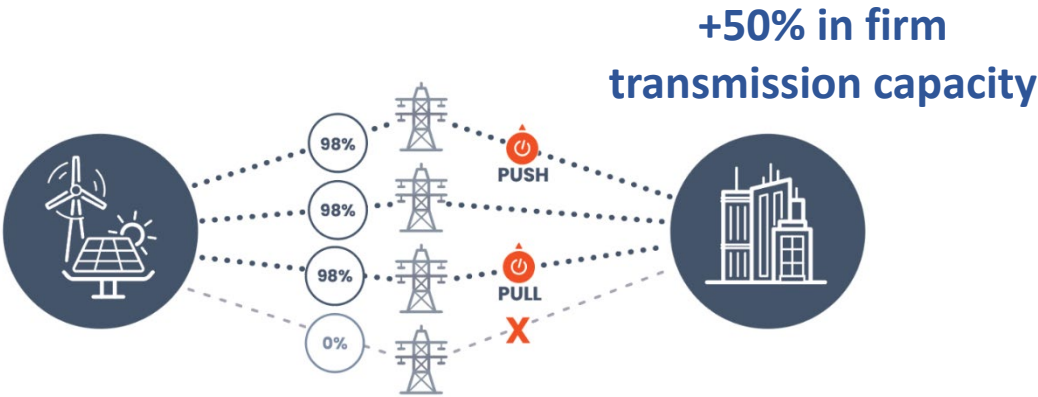 +50% in firm
transmission capacity
98%
PUSH
98%
98%
PULL
0%
X